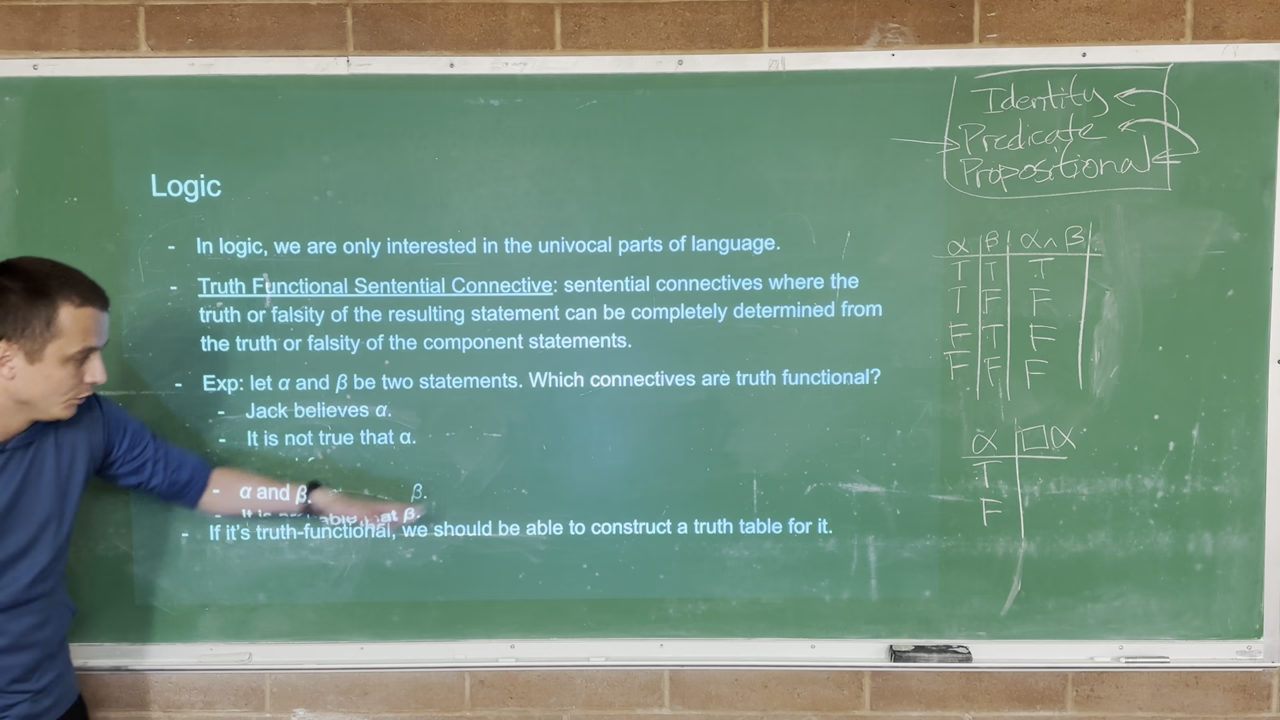 Logic
- In logic, we are only interested in the univocal parts of language.
- Truth Functional Sentential Connective: sentential connectives where the
truth or falsity of the resulting statement can be completely determined from
the truth or falsity of the component statements.
- Exp: let α and β be two statements. Which connectives are truth functional?
- Jack believes α.
- It is not true that α.
- α and β.
β.
- It is that β.
- If it's truth-functional, we should be able to construct a truth table for it.
Identity
Predicate
Propositional
α β α ∧ β
T T T
T F F
F T F
F F F
α □α
T
F